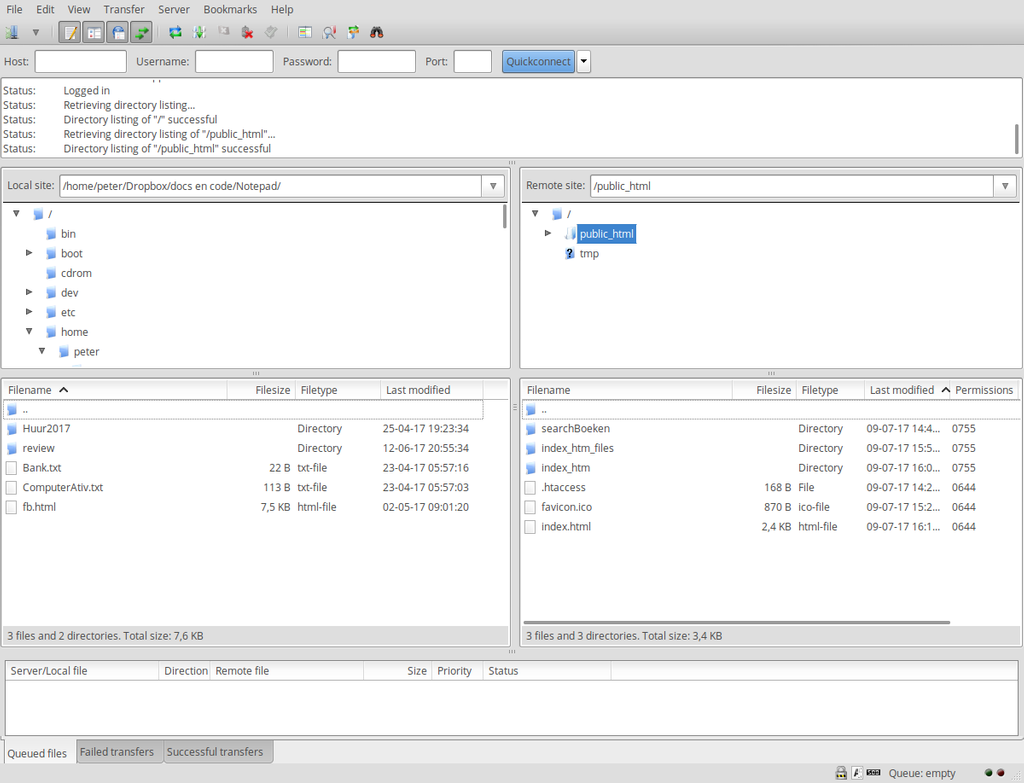 File Edit View Transfer Server Bookmarks Help
Host: Username: Password: Port: Quickconnect
Status: Logged in
Status: Retrieving directory listing...
Status: Directory listing of "/" successful
Status: Retrieving directory listing of "/public_html"...
Status: Directory listing of "/public_html" successful
Local site: /home/peter/Dropbox/docs en code/Notepad/
/
bin
boot
cdrom
dev
etc
home
peter
Remote site: /public_html
/
public_html
tmp
Filename Filesize Filetype Last modified
..
Huur2017 Directory 25-04-17 19:23:34
review Directory 12-06-17 20:55:34
Bank.txt 22 B txt-file 23-04-17 05:57:16
ComputerAtiv.txt 113 B txt-file 23-04-17 05:57:03
fb.html 7,5 KB html-file 02-05-17 09:01:20
3 files and 2 directories. Total size: 7,6 KB
Filename Filesize Filetype Last modified Permissions
..
searchBoeken Directory 09-07-17 14:4... 0755
index_htm_files Directory 09-07-17 15:5... 0755
index_htm Directory 09-07-17 16:0... 0755
.htaccess 168 B File 09-07-17 14:2... 0644
favicon.ico 870 B ico-file 09-07-17 15:2... 0644
index.html 2,4 KB html-file 09-07-17 16:1... 0644
3 files and 3 directories. Total size: 3,4 KB
Server/Local file Direction Remote file Size Priority Status
Queued files Failed transfers Successful transfers
Queue: empty